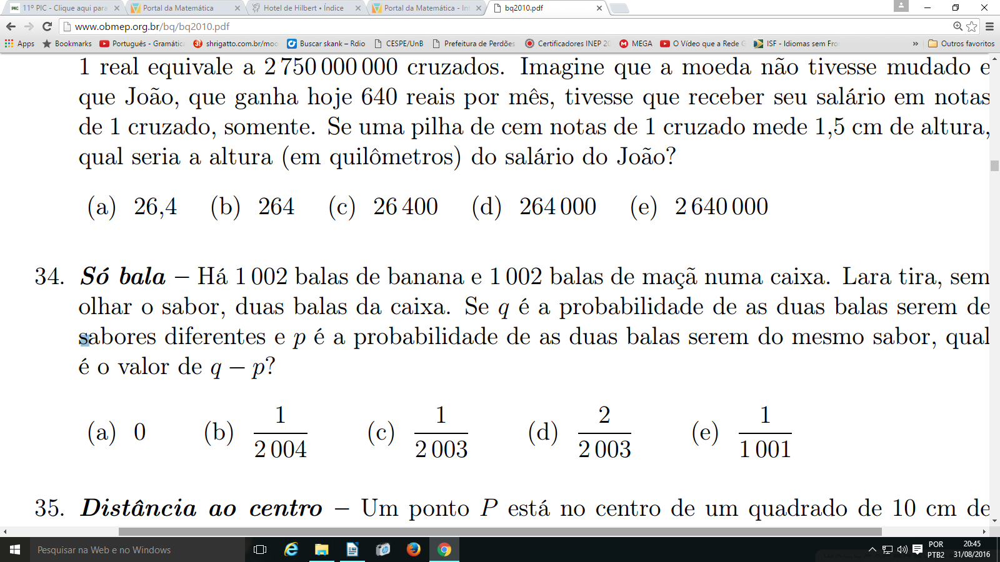 11º PIC - Clique aqui para
Portal da Matemática
Hotel de Hilbert • Índice
Portal da Matemática - Int
bq2010.pdf
www.obmep.org.br/bq/bq2010.pdf
Apps
Bookmarks
Português - Gramátic
shrigatto.com.br/moo
Buscar skank – Rdio
CESPE/UnB
Prefeitura de Perdões
Certificadores INEP 20
MEGA
O Vídeo que a Rede G
ISF - Idiomas sem Fro
»
Outros favoritos
1 real equivale a 2 750 000 000 cruzados. Imagine que a moeda não tivesse mudado e
que João, que ganha hoje 640 reais por mês, tivesse que receber seu salário em notas
de 1 cruzado, somente. Se uma pilha de cem notas de 1 cruzado mede 1,5 cm de altura,
qual seria a altura (em quilômetros) do salário do João?
(a) 26,4 (b) 264 (c) 26 400 (d) 264 000 (e) 2 640 000
34. Só bala – Há 1 002 balas de banana e 1 002 balas de maçã numa caixa. Lara tira, sem
olhar o sabor, duas balas da caixa. Se q é a probabilidade de as duas balas serem de
sabores diferentes e p é a probabilidade de as duas balas serem do mesmo sabor, qual
é o valor de q − p?
(a) 0 (b) 1/2 004 (c) 1/2 003 (d) 2/2 003 (e) 1/1 001
35. Distância ao centro – Um ponto P está no centro de um quadrado de 10 cm de
Pesquisar na Web e no Windows
POR
PTB2
20:45
31/08/2016